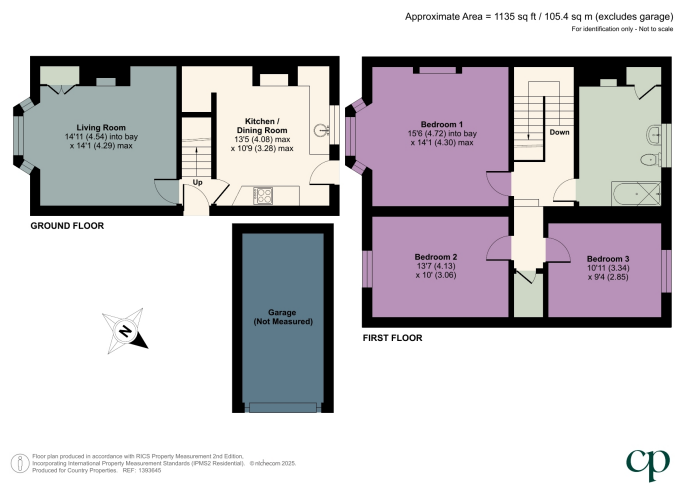 Approximate Area = 1135 sq ft / 105.4 sq m (excludes garage)
For identification only - Not to scale
Living Room
14'11 (4.54) into bay
x 14'1 (4.29) max
Kitchen /
Dining Room
13'5 (4.08) max
x 10'9 (3.28) max
Up
GROUND FLOOR
Bedroom 1
15'6 (4.72) into bay
x 14'1 (4.30) max
Down
Bedroom 2
13'7 (4.13)
x 10' (3.06)
Bedroom 3
10'11 (3.34)
x 9'4 (2.85)
FIRST FLOOR
Garage
(Not Measured)
N
Floor plan produced in accordance with RICS Property Measurement 2nd Edition,
Incorporating International Property Measurement Standards (IPMS2 Residential). © nichecom 2025.
Produced for Country Properties. REF: 1393645
cp